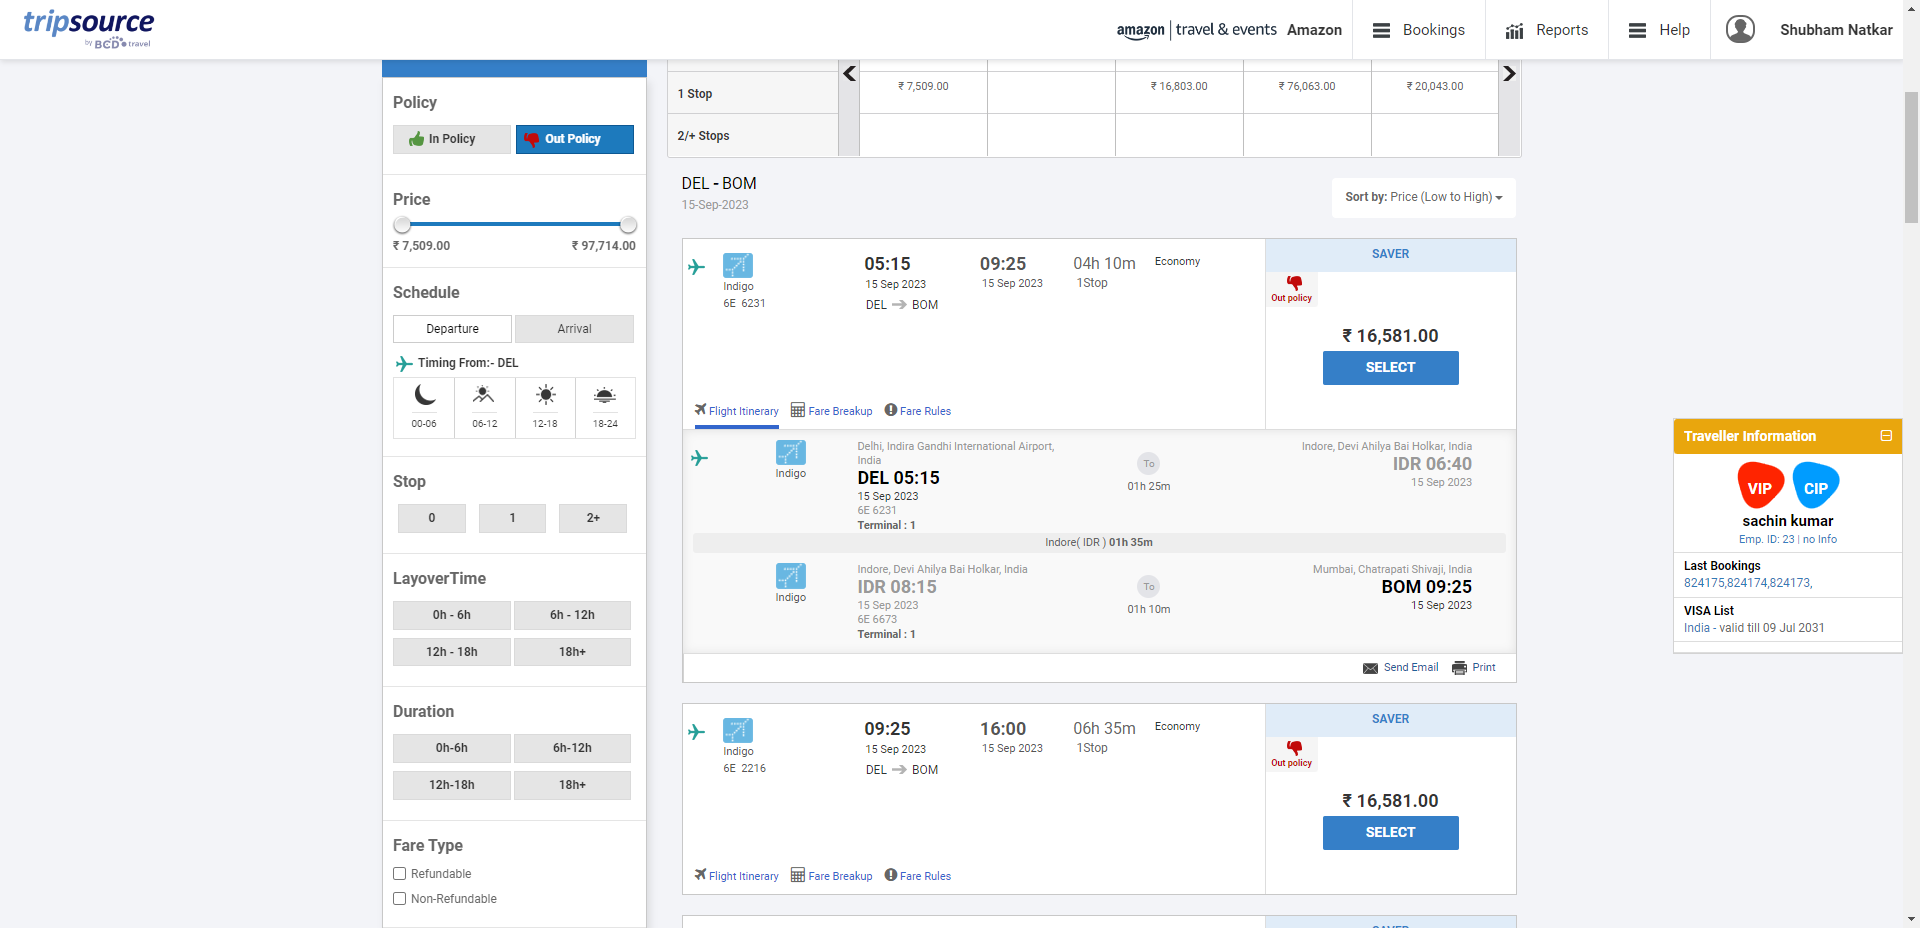 tripsource
by BCD travel
amazon | travel & events Amazon
Bookings
Reports
Help
Shubham Natkar
Policy
In Policy
Out Policy
Price
₹ 7,509.00
₹ 97,714.00
Schedule
Departure
Arrival
Timing From:- DEL
00-06
06-12
12-18
18-24
Stop
0
1
2+
LayoverTime
0h - 6h
6h - 12h
12h - 18h
18h+
Duration
0h-6h
6h-12h
12h-18h
18h+
Fare Type
Refundable
Non-Refundable
1 Stop
₹ 7,509.00
₹ 16,803.00
₹ 76,063.00
₹ 20,043.00
2/+ Stops
DEL - BOM
15-Sep-2023
Sort by: Price (Low to High)
Indigo
6E 6231
05:15
15 Sep 2023
DEL BOM
09:25
15 Sep 2023
04h 10m
1Stop
Economy
SAVER
Out policy
₹ 16,581.00
SELECT
Flight Itinerary
Fare Breakup
Fare Rules
Indigo
Delhi, Indira Gandhi International Airport,
India
DEL 05:15
15 Sep 2023
6E 6231
Terminal : 1
To
01h 25m
Indore, Devi Ahilya Bai Holkar, India
IDR 06:40
15 Sep 2023
Indore( IDR ) 01h 35m
Indigo
Indore, Devi Ahilya Bai Holkar, India
IDR 08:15
15 Sep 2023
6E 6673
Terminal : 1
To
01h 10m
Mumbai, Chatrapati Shivaji, India
BOM 09:25
15 Sep 2023
Send Email
Print
Indigo
6E 2216
09:25
15 Sep 2023
DEL BOM
16:00
15 Sep 2023
06h 35m
1Stop
Economy
SAVER
Out policy
₹ 16,581.00
SELECT
Flight Itinerary
Fare Breakup
Fare Rules
SAVER
Traveller Information
VIP
CIP
sachin kumar
Emp. ID: 23 | no Info
Last Bookings
824175,824174,824173,
VISA List
India - valid till 09 Jul 2031